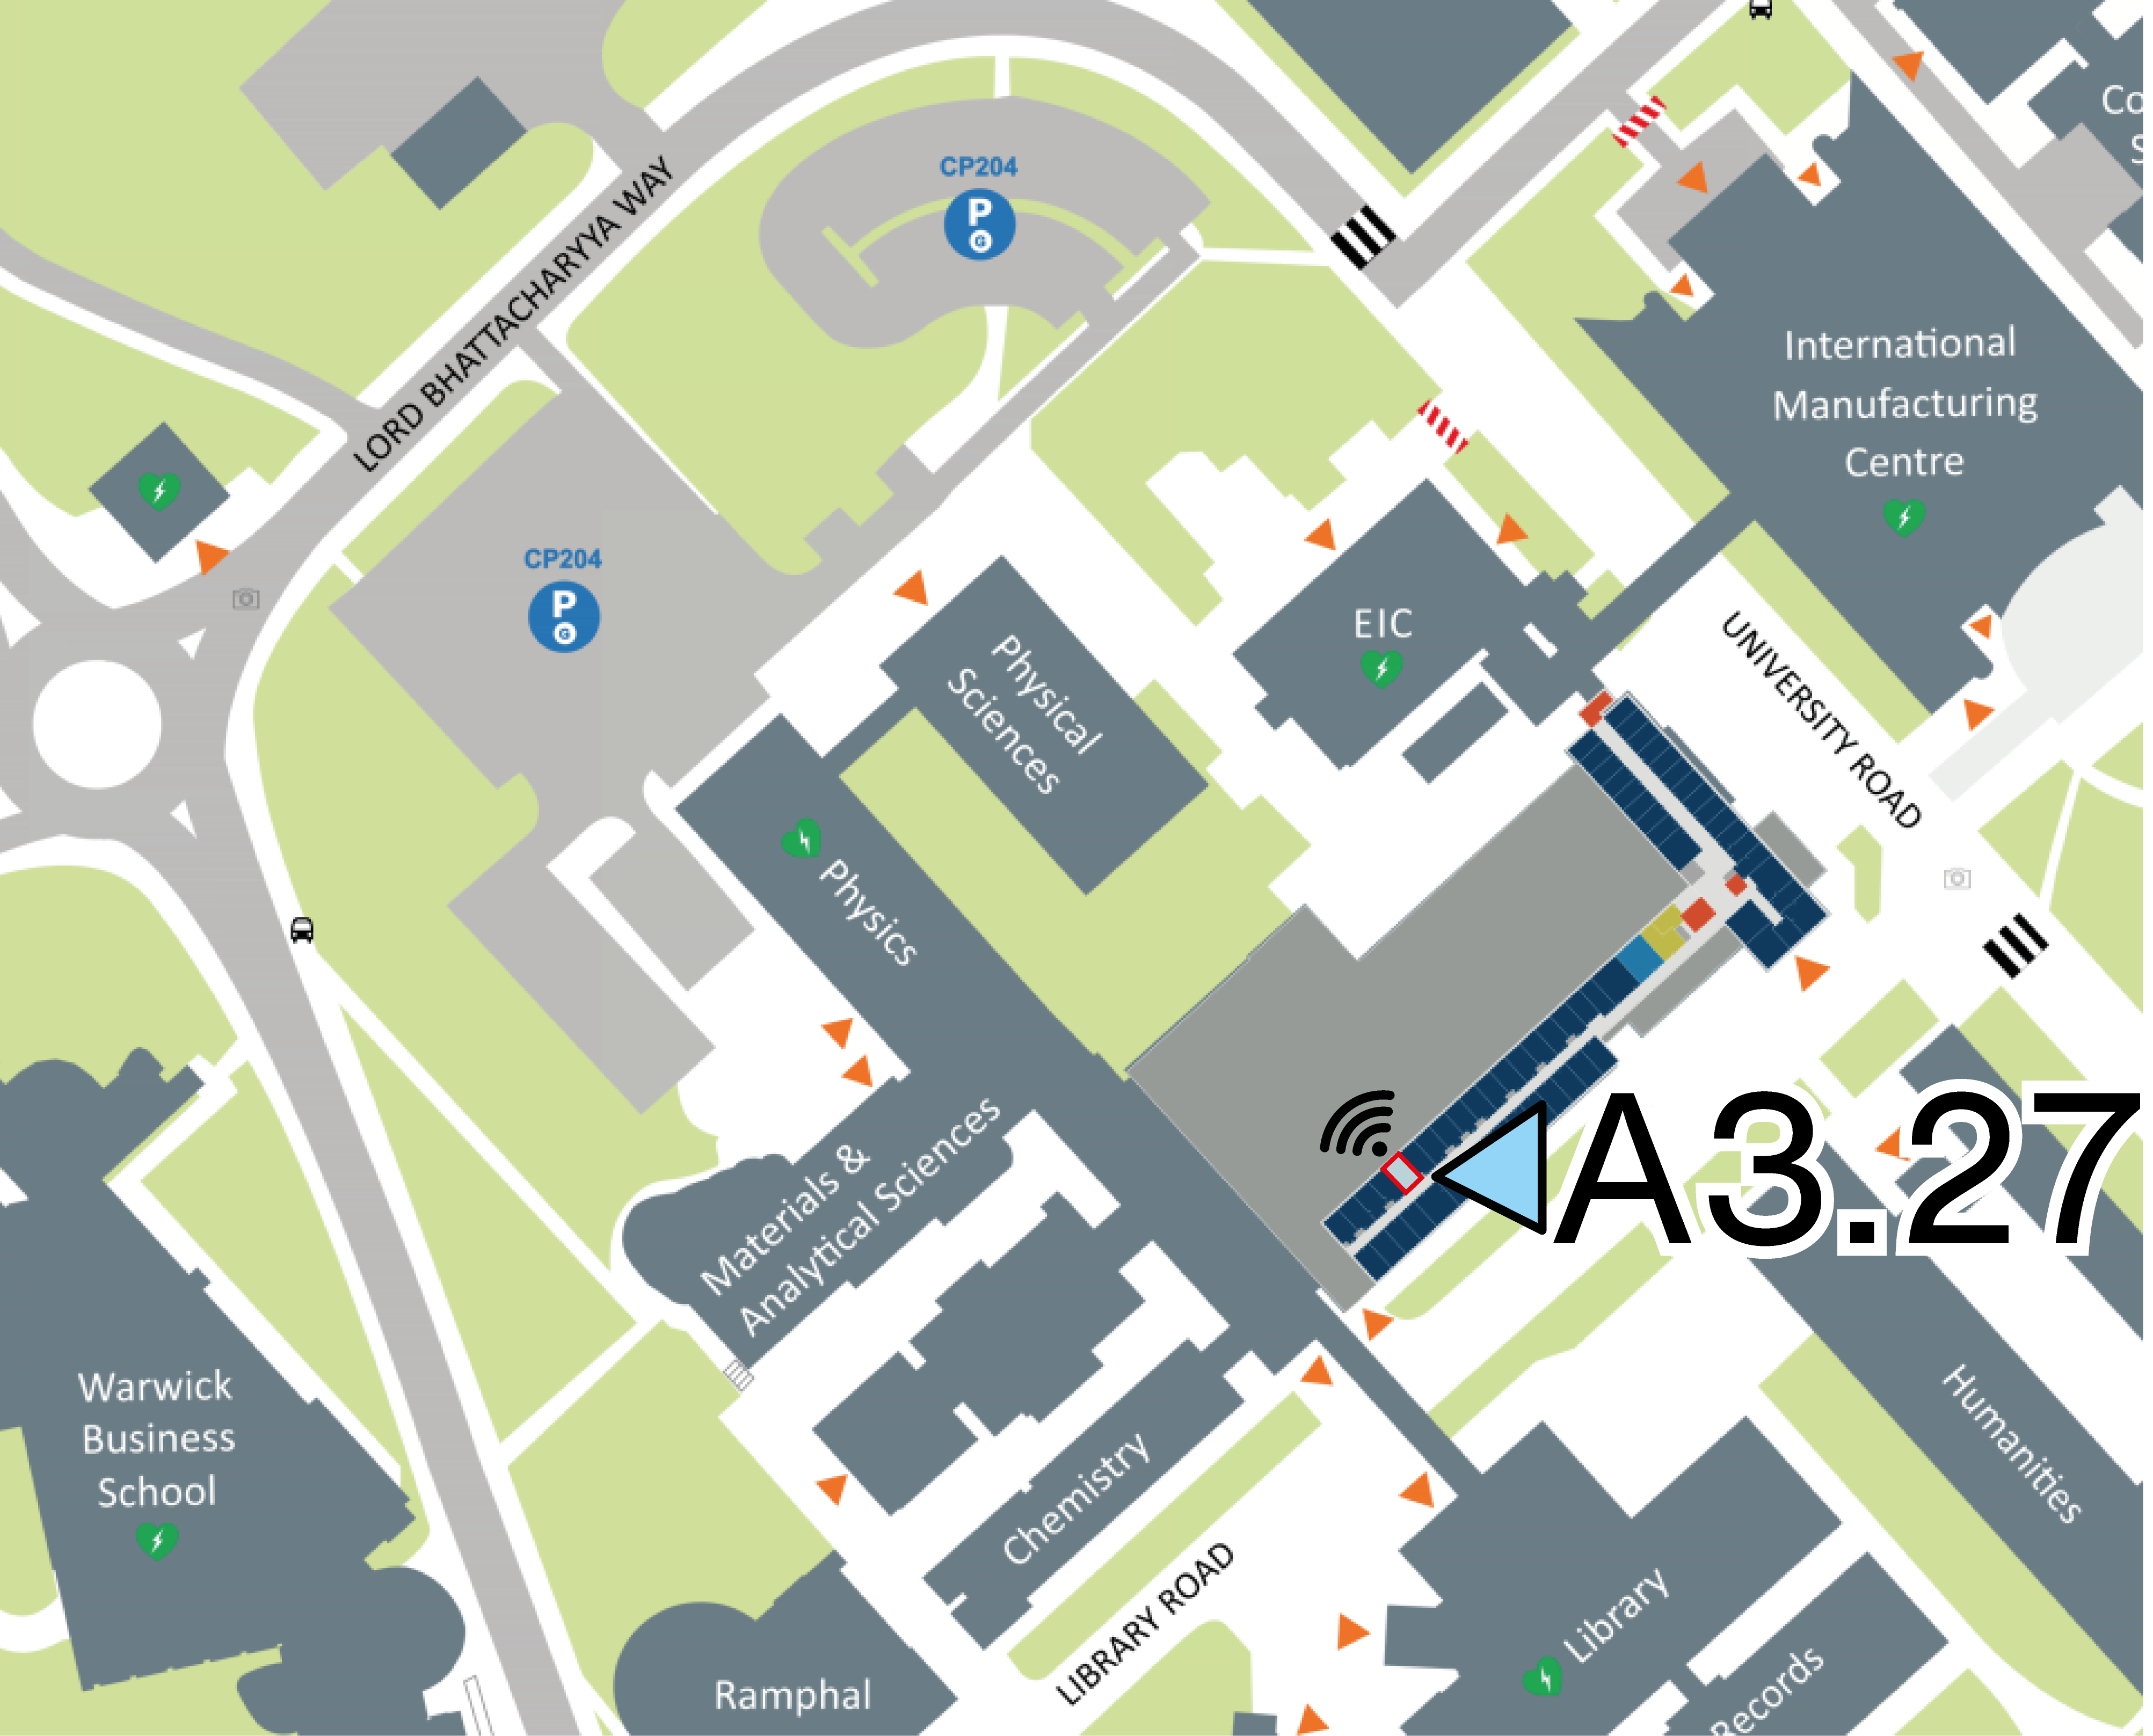 CP204
P
G
LORD BHATTACHARYYA WAY
International
Manufacturing
Centre
CP204
P
G
Physical
Sciences
EIC
UNIVERSITY ROAD
Physics
A3.27
Materials &
Analytical Sciences
Warwick
Business
School
Chemistry
Humanities
LIBRARY ROAD
Library
Ramphal
Records